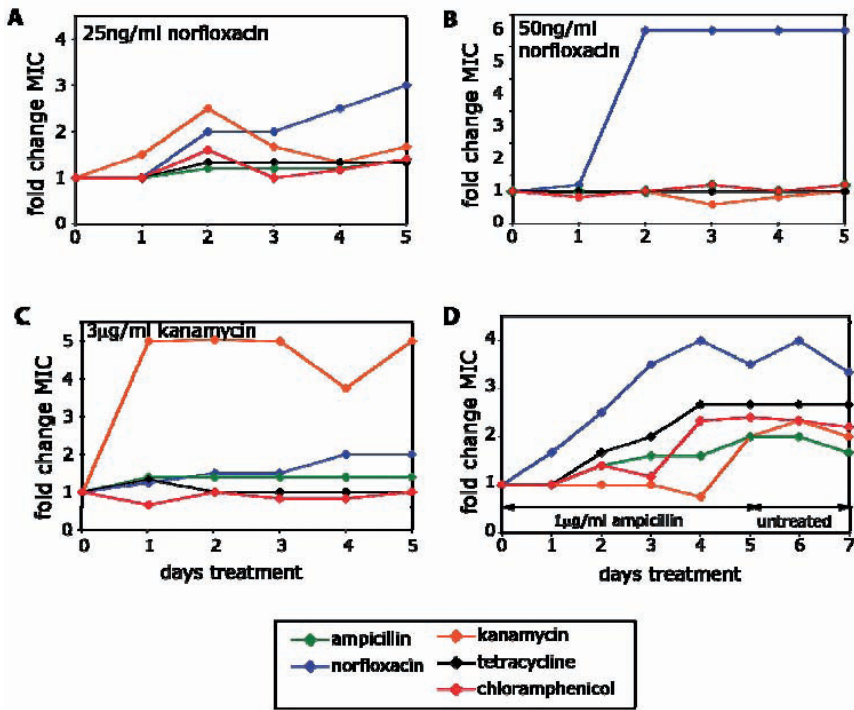 A
25ng/ml norfloxacin
fold change MIC
4
3
2
1
0
0 1 2 3 4 5
B
50ng/ml
norfloxacin
fold change MIC
6
5
4
3
2
1
0
0 1 2 3 4 5
C
3µg/ml kanamycin
fold change MIC
5
4
3
2
1
0
0 1 2 3 4 5
days treatment
D
fold change MIC
4
3
2
1
0
1µg/ml ampicillin
untreated
0 1 2 3 4 5 6 7
days treatment
ampicillin
norfloxacin
kanamycin
tetracycline
chloramphenicol